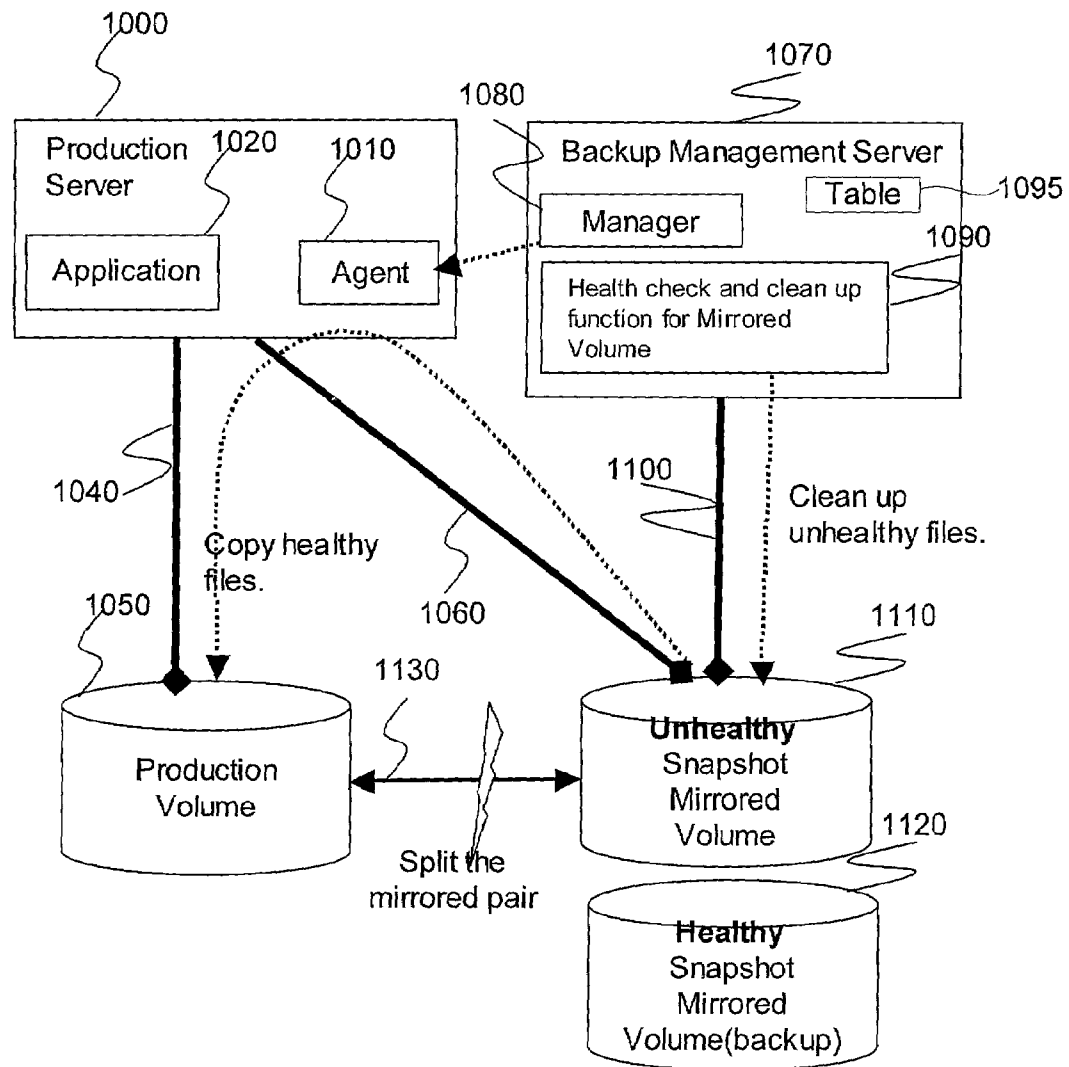 1000
1070
1080
Production
Server
1020
1010
Backup Management Server
Table
1095
Manager
1090
Application
Agent
Health check and clean up
function for Mirrored
Volume
1040
1100
Clean up
unhealthy files.
Copy healthy
files.
1060
1050
1110
1130
Production
Volume
Unhealthy
Snapshot
Mirrored
Volume
Split the
mirrored pair
1120
Healthy
Snapshot
Mirrored
Volume(backup)